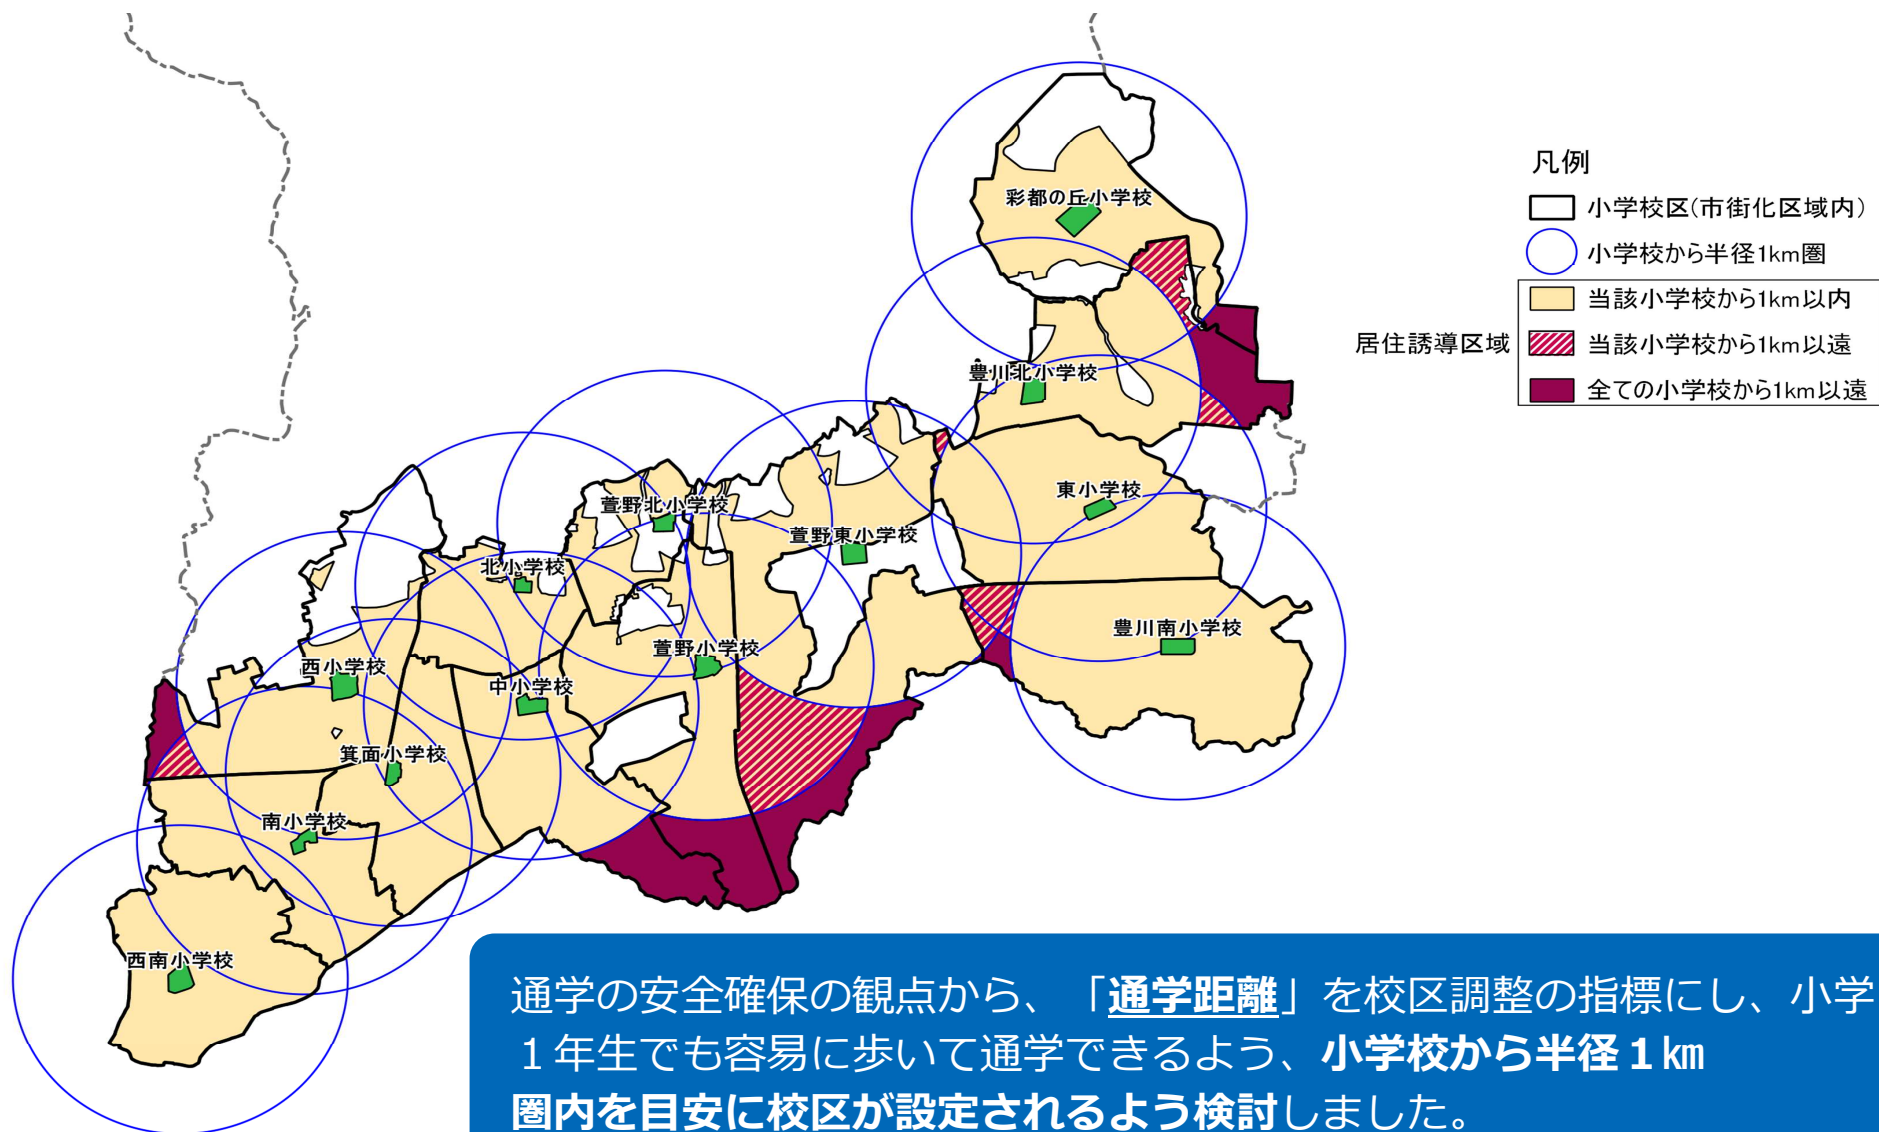 凡例
小学校区(市街化区域内)
小学校から半径1km圏
居住誘導区域
当該小学校から1km以内
当該小学校から1km以遠
全ての小学校から1km以遠
彩都の丘小学校
豊川北小学校
東小学校
萱野北小学校
萱野東小学校
北小学校
豊川南小学校
萱野小学校
西小学校
中小学校
箕面小学校
南小学校
西南小学校
通学の安全確保の観点から、「通学距離」を校区調整の指標にし、小学
１年生でも容易に歩いて通学できるよう、小学校から半径１㎞
圏内を目安に校区が設定されるよう検討しました。